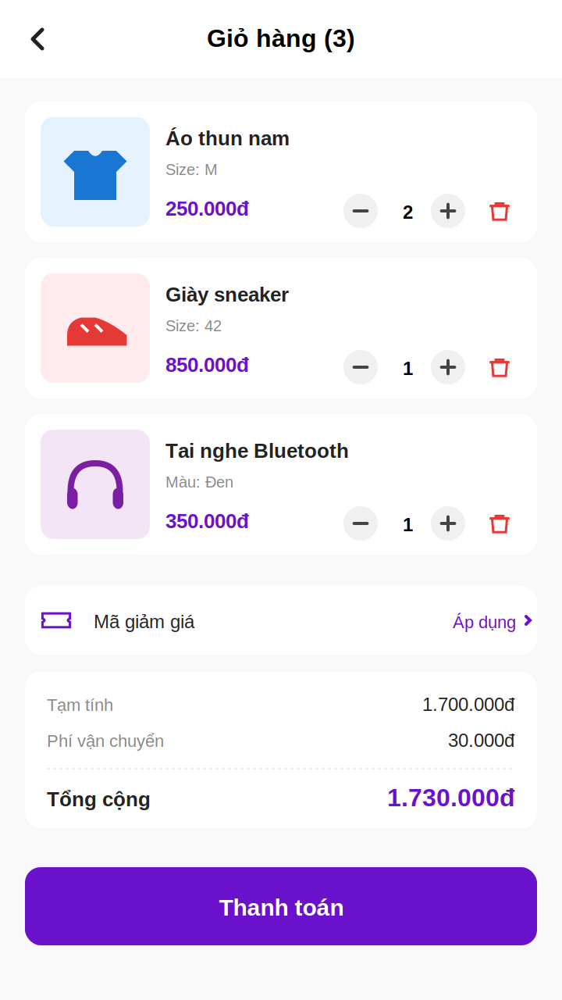 Giỏ hàng (3)
Áo thun nam
Size: M
250.000đ
2
Giày sneaker
Size: 42
850.000đ
1
Tai nghe Bluetooth
Màu: Đen
350.000đ
1
Mã giảm giá Áp dụng
Tạm tính 1.700.000đ
Phí vận chuyển 30.000đ
Tổng cộng 1.730.000đ
Thanh toán